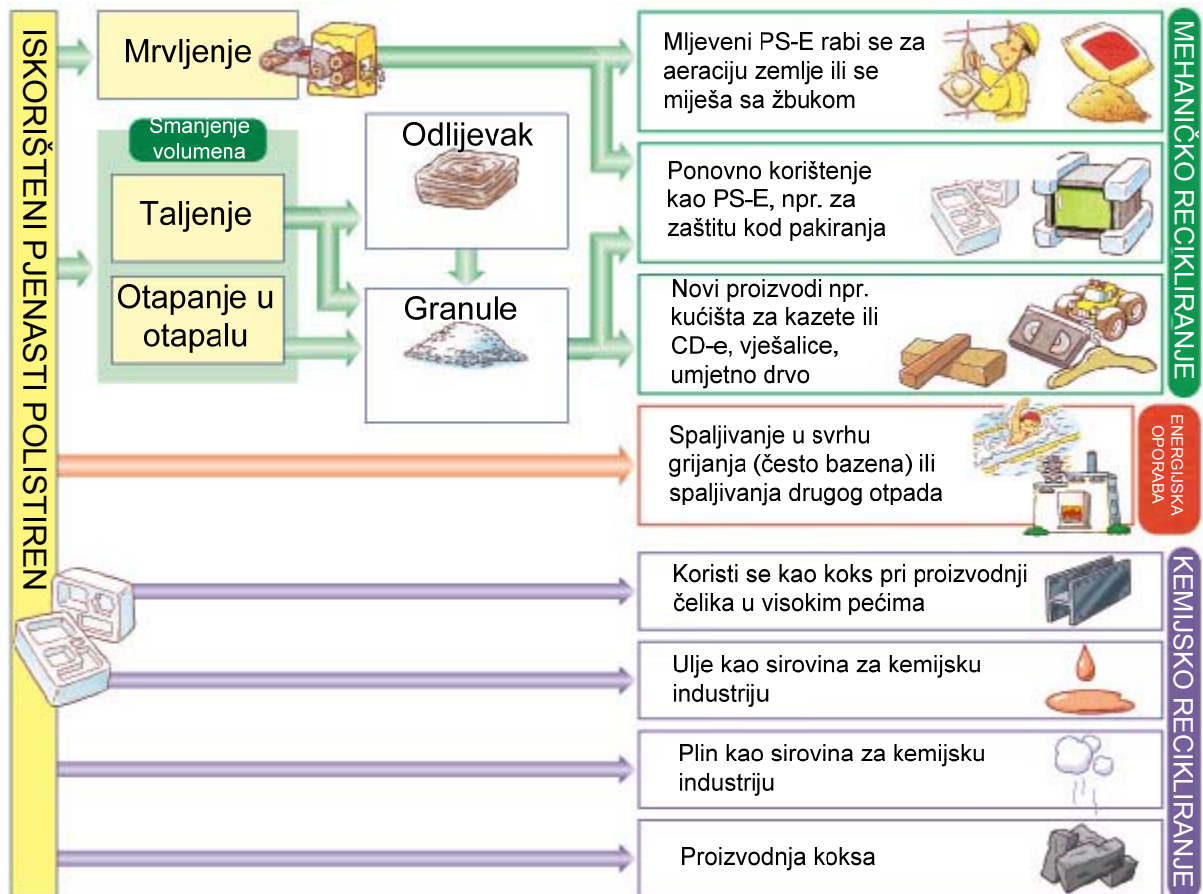 ISKORIŠTENI PJENASTI POLISTIREN
Mrvljenje
Smanjenje
volumena
Taljenje
Otapanje u
otapalu
Odlijevak
Granule
Mljeveni PS-E rabi se za
aeraciju zemlje ili se
miješa sa žbukom
Ponovno korištenje
kao PS-E, npr. za
zaštitu kod pakiranja
Novi proizvodi npr.
kućišta za kazete ili
CD-e, vješalice,
umjetno drvo
MEHANIČKO RECIKLIRANJE
Spaljivanje u svrhu
grijanja (često bazena) ili
spaljivanja drugog otpada
ENERGIJSKA
OPORABA
Koristi se kao koks pri proizvodnji
čelika u visokim pećima
Ulje kao sirovina za kemijsku
industriju
Plin kao sirovina za kemijsku
industriju
Proizvodnja koksa
KEMIJSKO RECIKLIRANJE